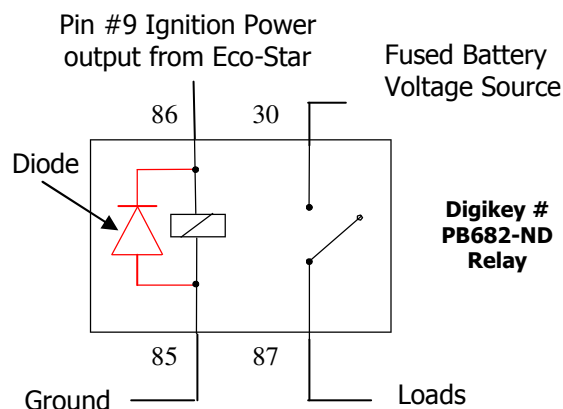 Pin #9 Ignition Power
output from Eco-Star
Fused Battery
Voltage Source
86
30
Diode
Digikey #
PB682-ND
Relay
85
87
Ground
Loads